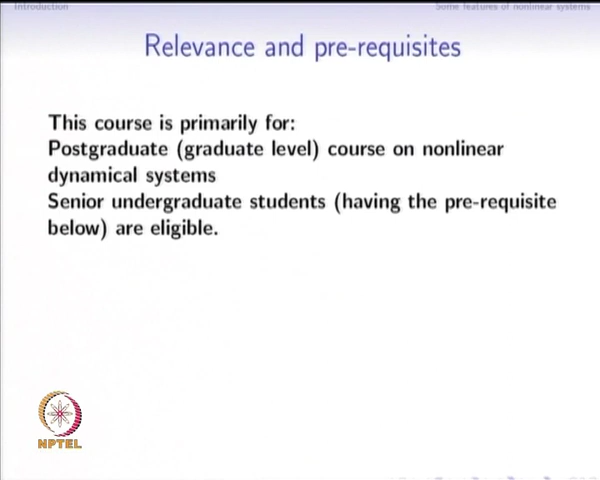 Introduction
Some features of nonlinear systems
Relevance and pre-requisites
This course is primarily for:
Postgraduate (graduate level) course on nonlinear
dynamical systems
Senior undergraduate students (having the pre-requisite
below) are eligible.
NPTEL